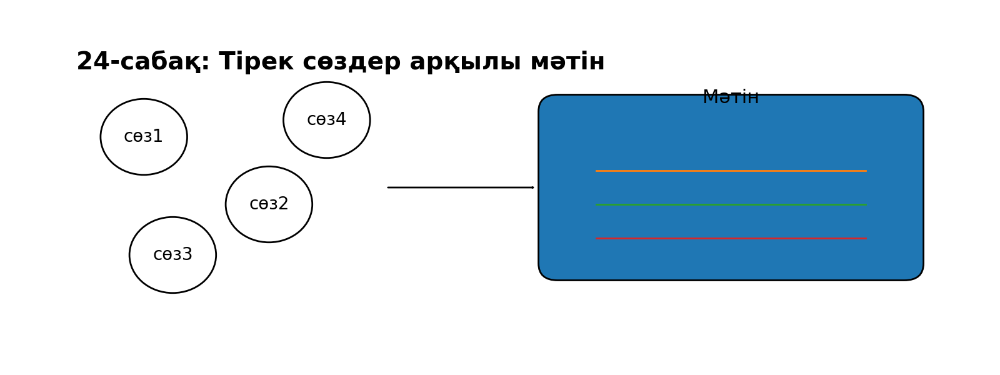 24-сабақ: Тірек сөздер арқылы мәтін
Мәтін
сөз4
сөз1
сөз2
сөз3